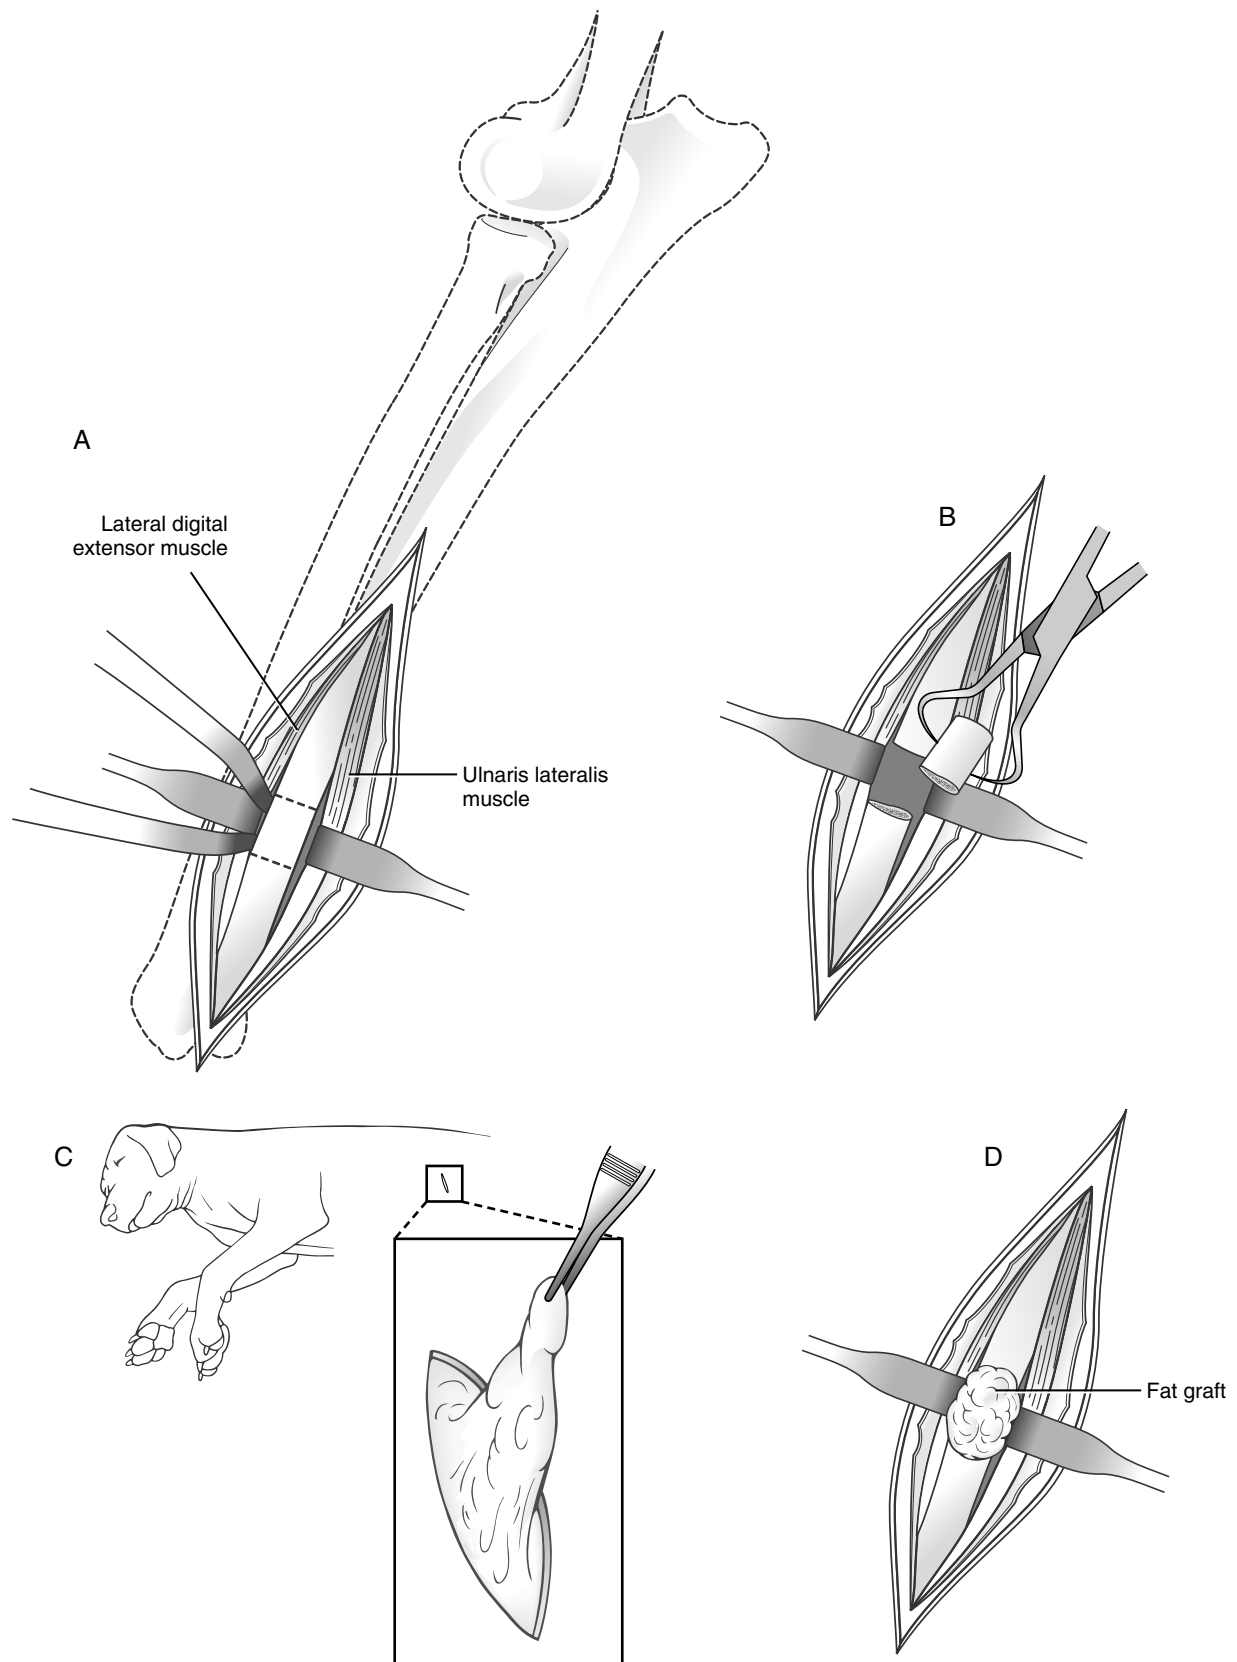 A
Lateral digital
extensor muscle
Ulnaris lateralis
muscle
B
C
D
Fat graft